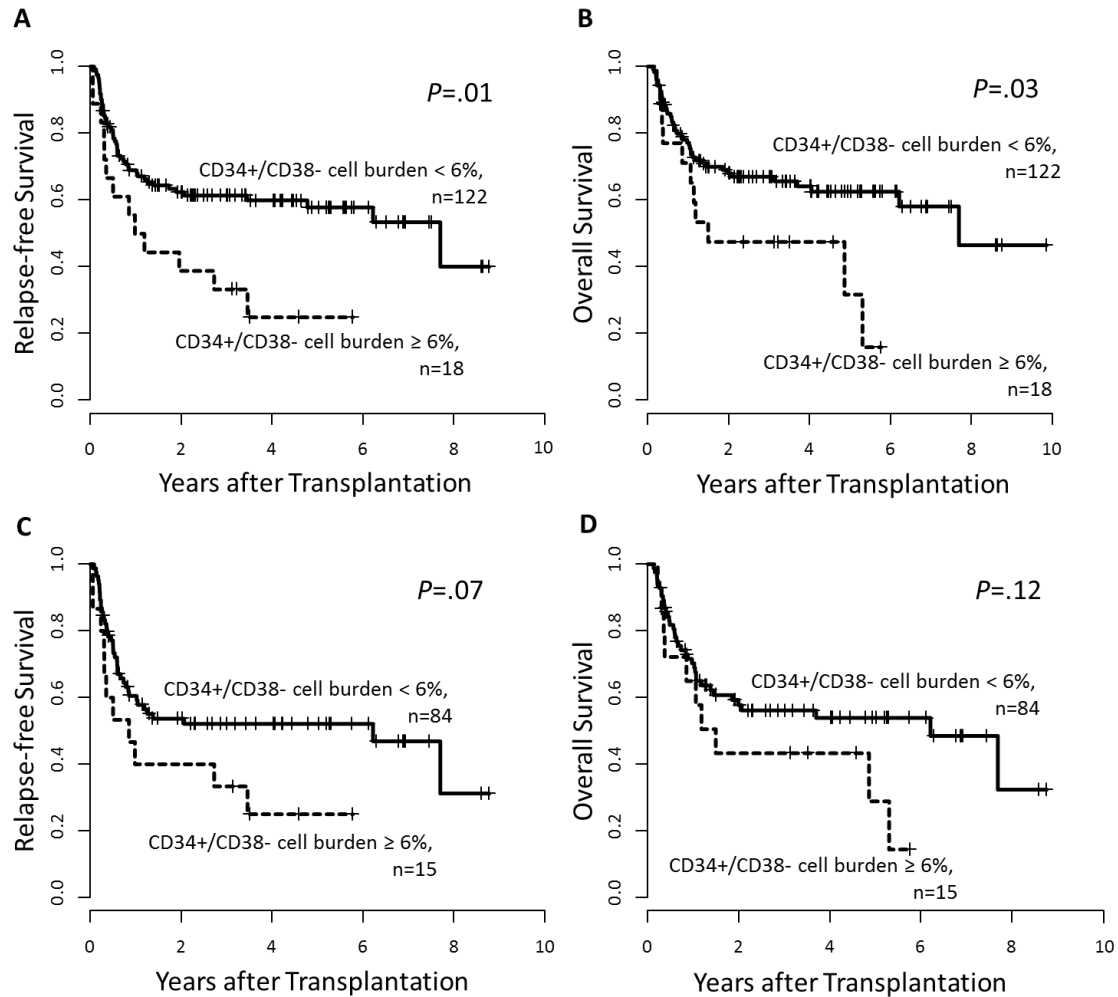 A
Relapse-free Survival
1.0
0.8
0.6
0.4
0.2
0.0
P=.01
CD34+/CD38- cell burden < 6%,
n=122
CD34+/CD38- cell burden ≥ 6%,
n=18
0 2 4 6 8 10
Years after Transplantation
B
Overall Survival
1.0
0.8
0.6
0.4
0.2
0.0
P=.03
CD34+/CD38- cell burden < 6%,
n=122
CD34+/CD38- cell burden ≥ 6%,
n=18
0 2 4 6 8 10
Years after Transplantation
C
Relapse-free Survival
1.0
0.8
0.6
0.4
0.2
0.0
P=.07
CD34+/CD38- cell burden < 6%,
n=84
CD34+/CD38- cell burden ≥ 6%,
n=15
0 2 4 6 8 10
Years after Transplantation
D
Overall Survival
1.0
0.8
0.6
0.4
0.2
0.0
P=.12
CD34+/CD38- cell burden < 6%,
n=84
CD34+/CD38- cell burden ≥ 6%,
n=15
0 2 4 6 8 10
Years after Transplantation